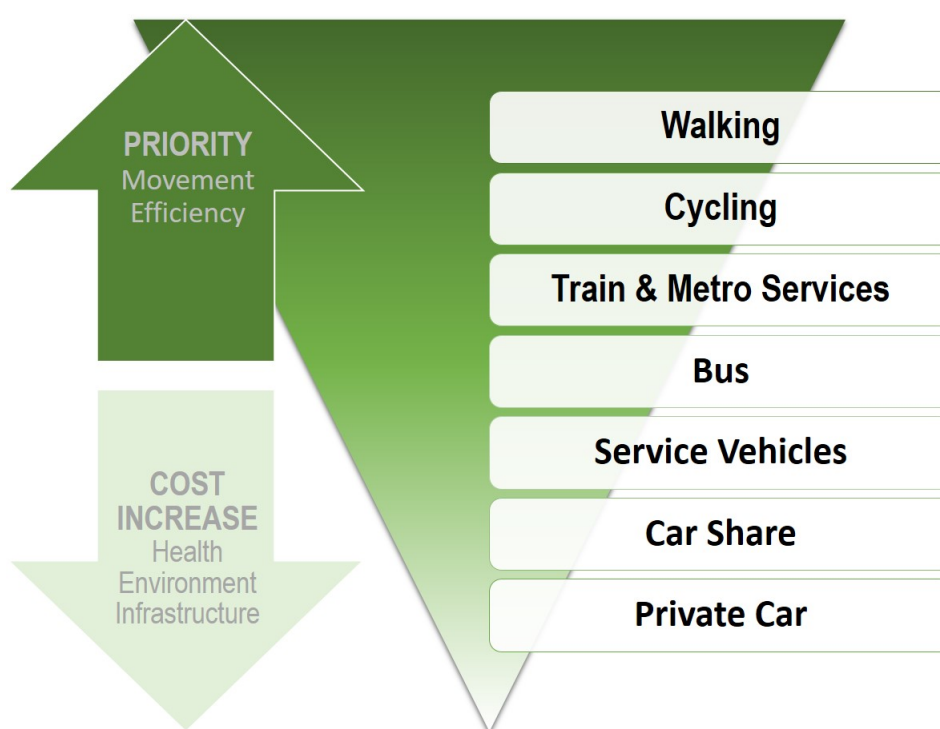 PRIORITY
Movement
Efficiency
COST
INCREASE
Health
Environment
Infrastructure
Walking
Cycling
Train & Metro Services
Bus
Service Vehicles
Car Share
Private Car